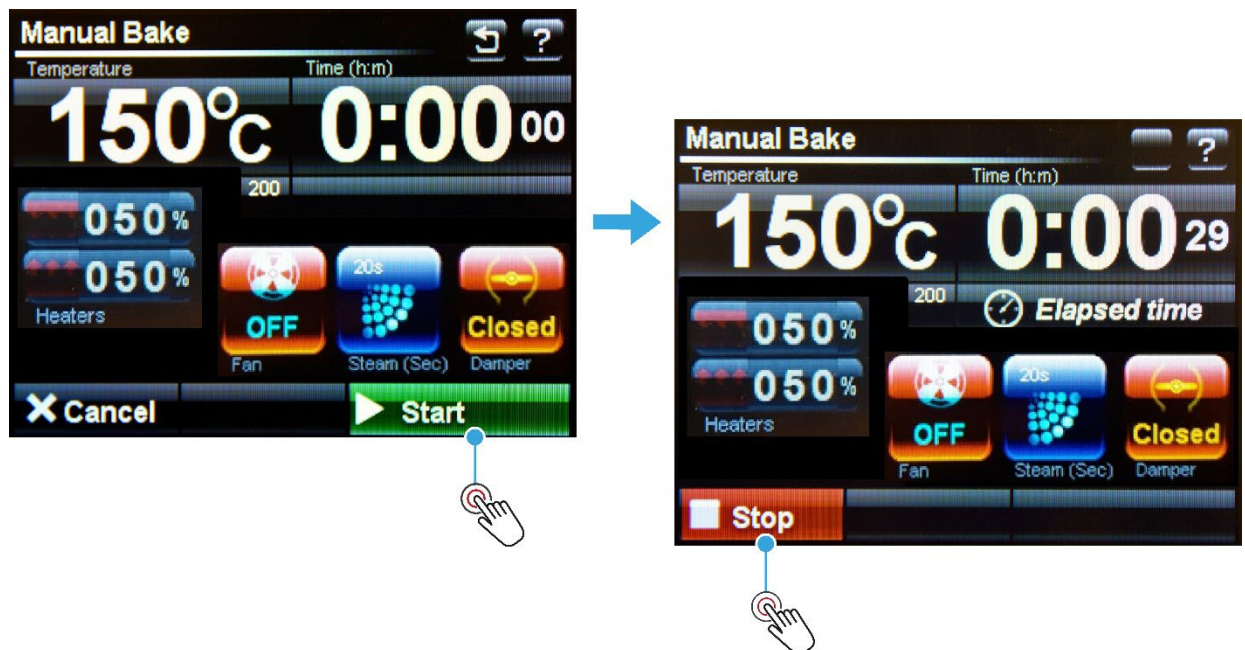 Manual Bake
?
Temperature
Time (h:m)
150°C
0:00 00
200
050%
050%
Heaters
OFF
Fan
20s
Steam (Sec)
Closed
Damper
Cancel
Start
Manual Bake
?
Temperature
Time (h:m)
150°C
0:00 29
200
Elapsed time
050%
050%
Heaters
OFF
Fan
20s
Steam (Sec)
Closed
Damper
Stop